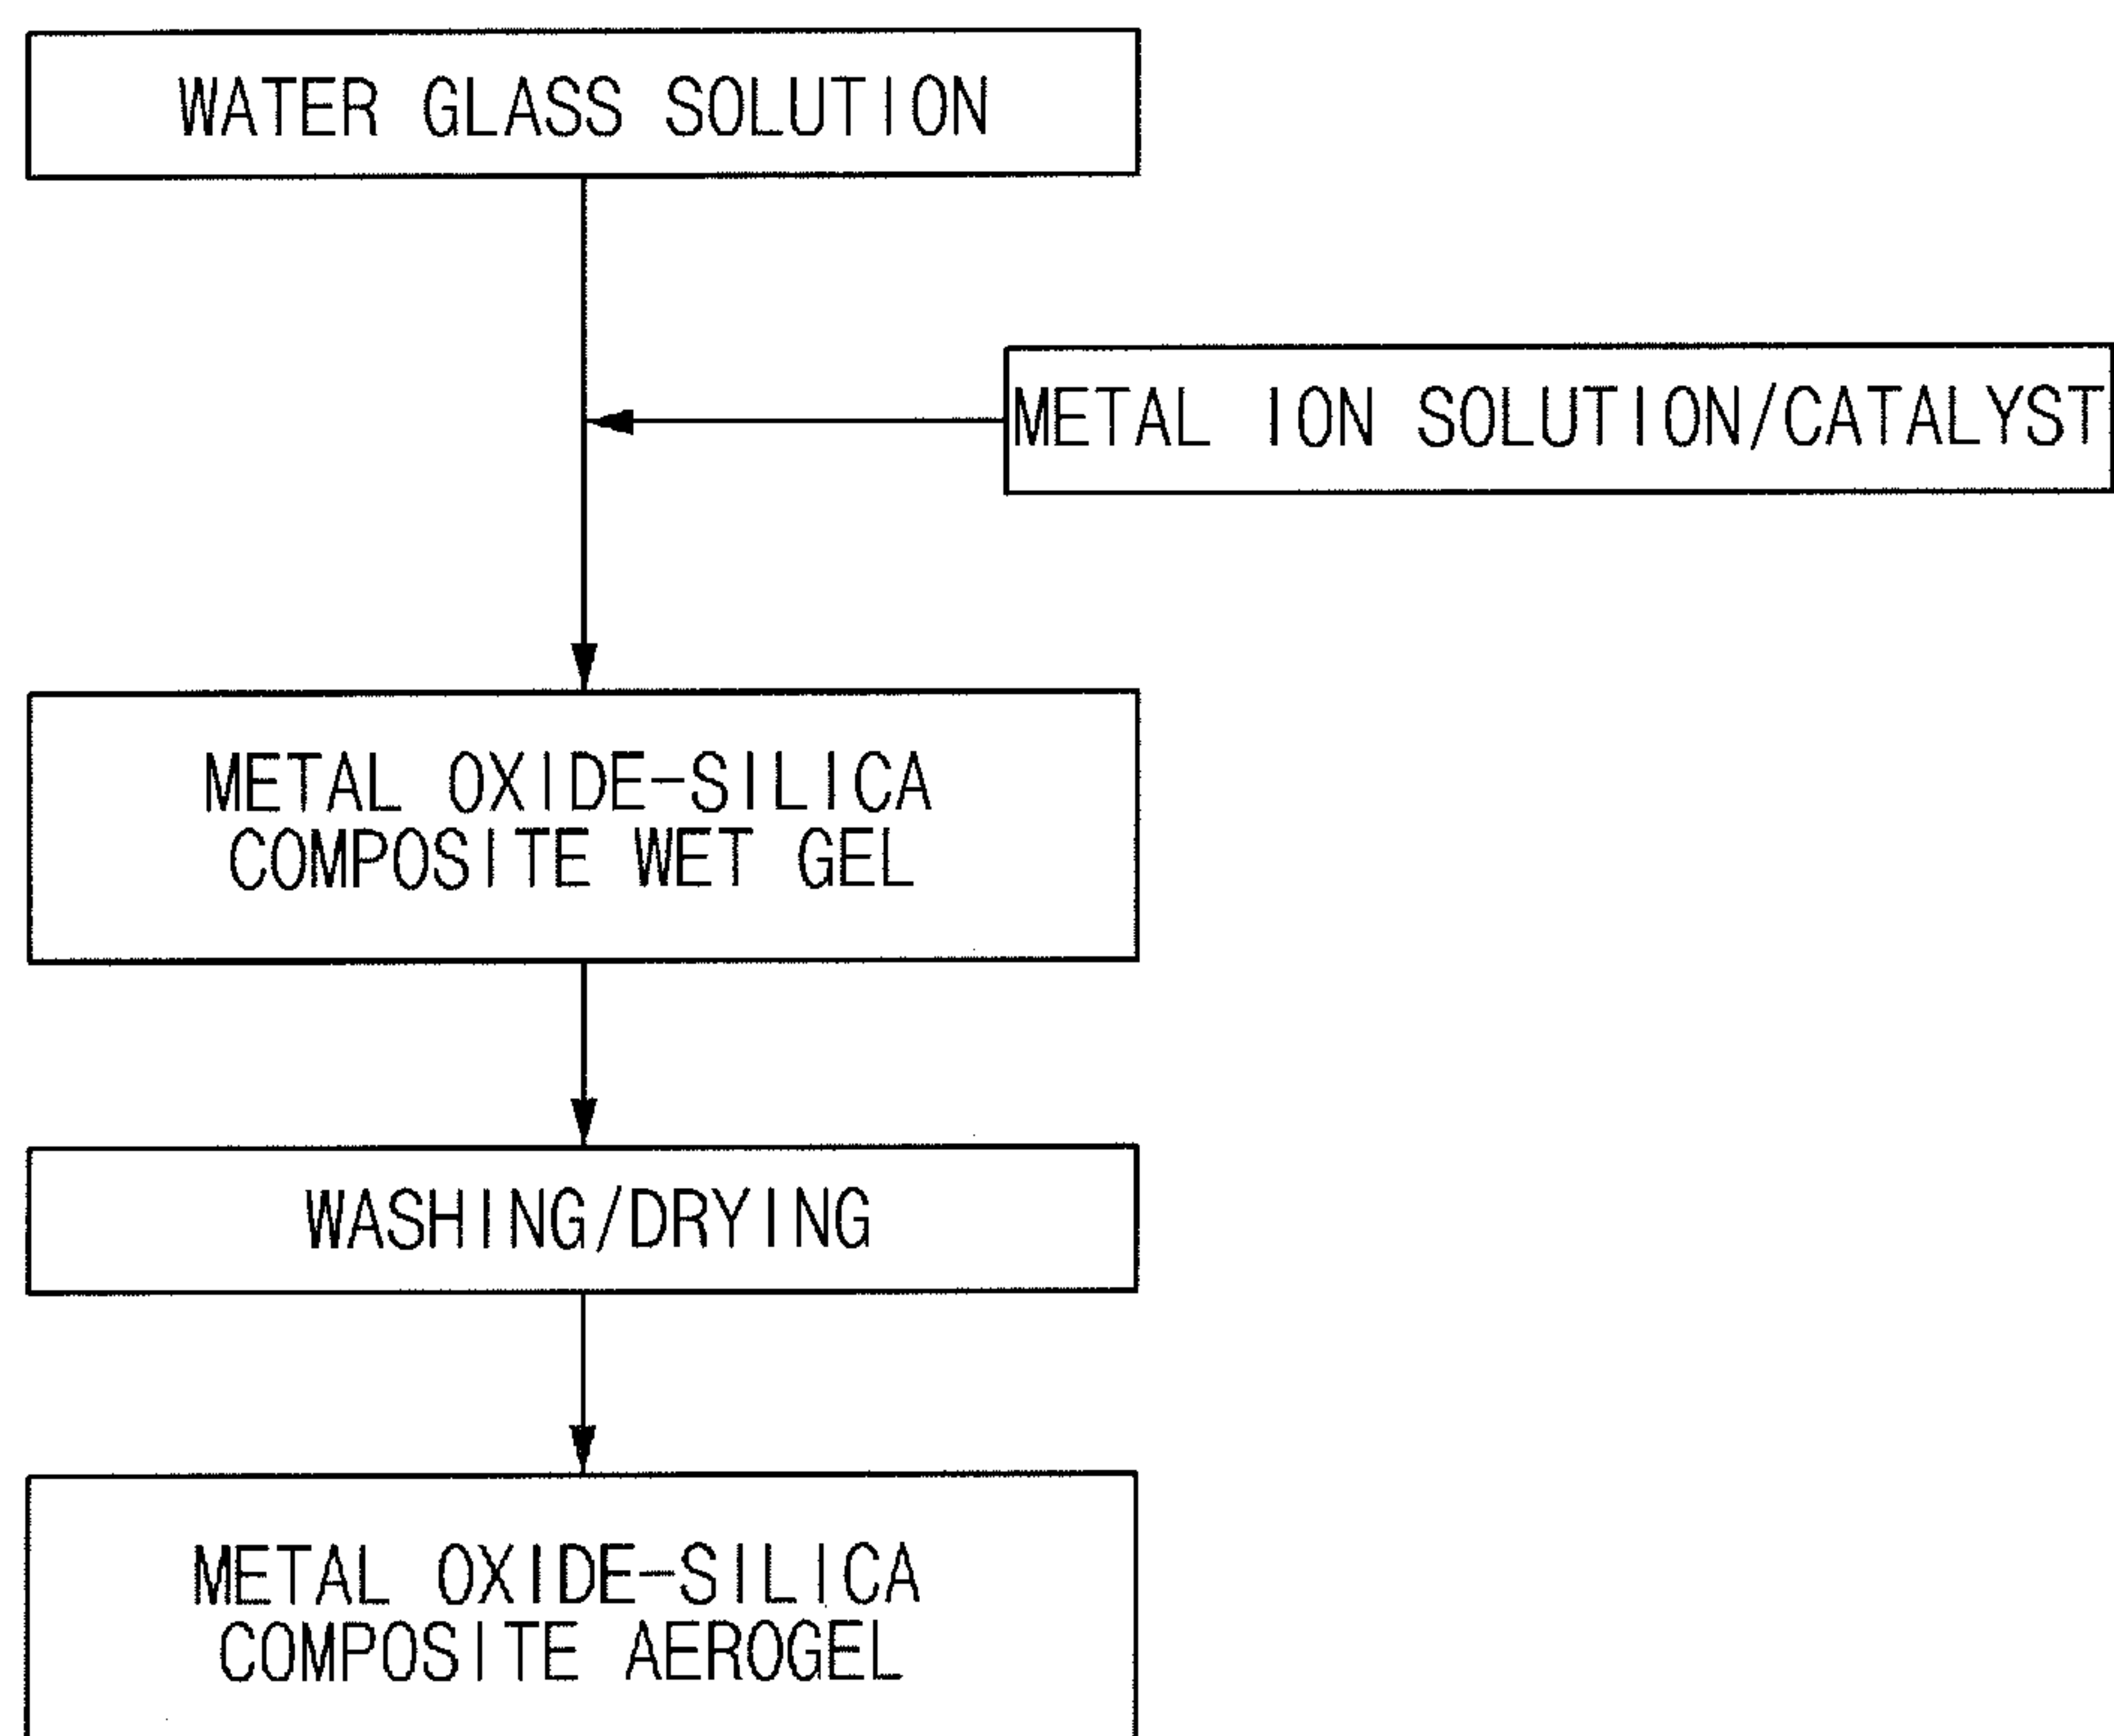 WATER GLASS SOLUTION
METAL ION SOLUTION/CATALYST
METAL OXIDE-SILICA
COMPOSITE WET GEL
WASHING/DRYING
METAL OXIDE-SILICA
COMPOSITE AEROGEL